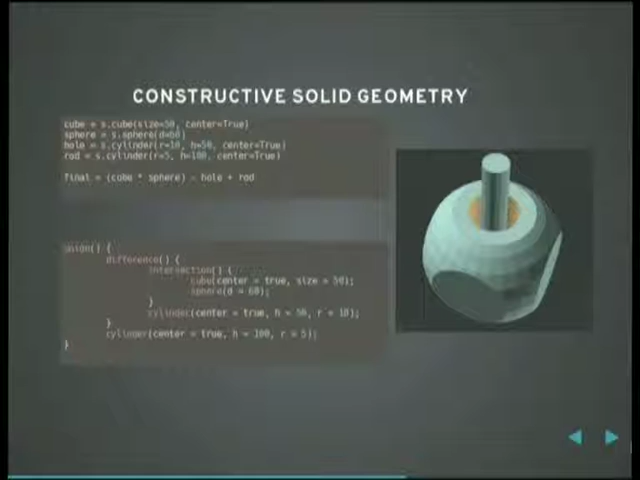 CONSTRUCTIVE SOLID GEOMETRY
cube = s.cube(size=50, center=True)
sphere = s.sphere(d=60)
hole = s.cylinder(r=10, h=50, center=True)
rod = s.cylinder(r=5, h=100, center=True)
final = (cube * sphere) - hole + rod
union() {
difference() {
intersection() {
cube(center = true, size = 50);
sphere(d = 60);
}
cylinder(center = true, h = 50, r = 10);
}
cylinder(center = true, h = 100, r = 5);
}